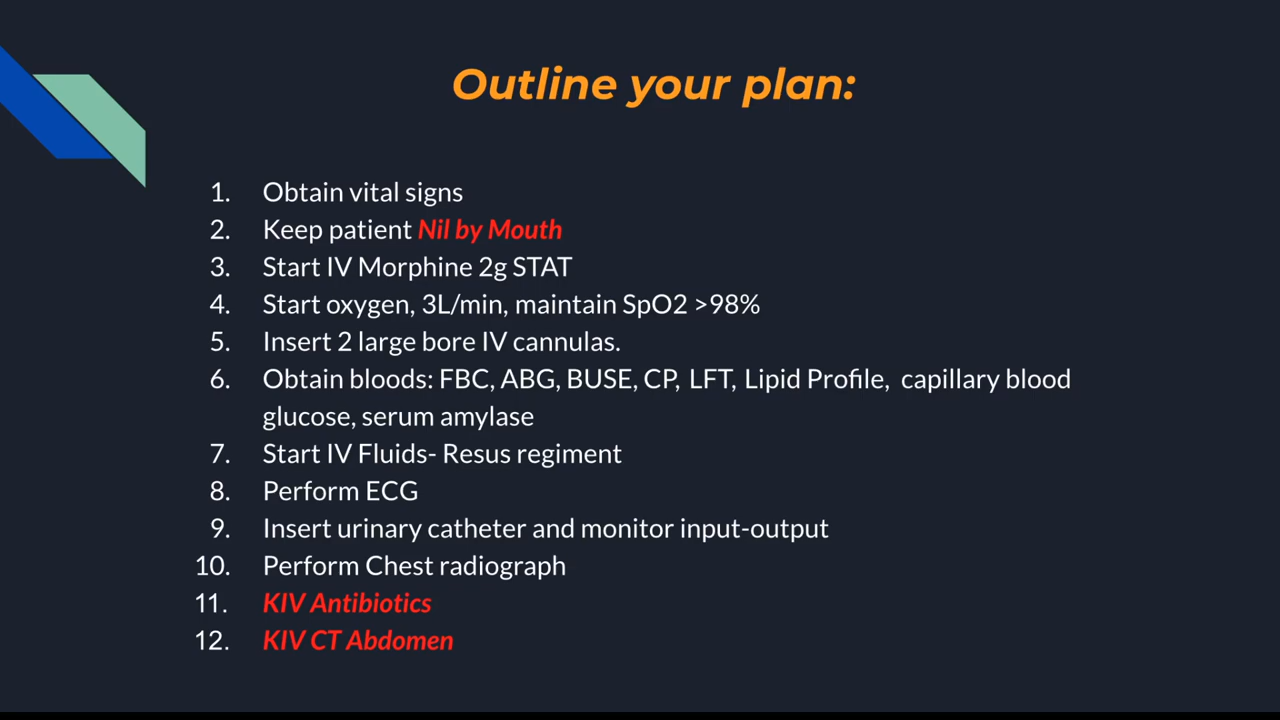 Outline your plan:
1. Obtain vital signs
2. Keep patient Nil by Mouth
3. Start IV Morphine 2g STAT
4. Start oxygen, 3L/min, maintain SpO2 >98%
5. Insert 2 large bore IV cannulas.
6. Obtain bloods: FBC, ABG, BUSE, CP, LFT, Lipid Profile, capillary blood
glucose, serum amylase
7. Start IV Fluids- Resus regiment
8. Perform ECG
9. Insert urinary catheter and monitor input-output
10. Perform Chest radiograph
11. KIV Antibiotics
12. KIV CT Abdomen